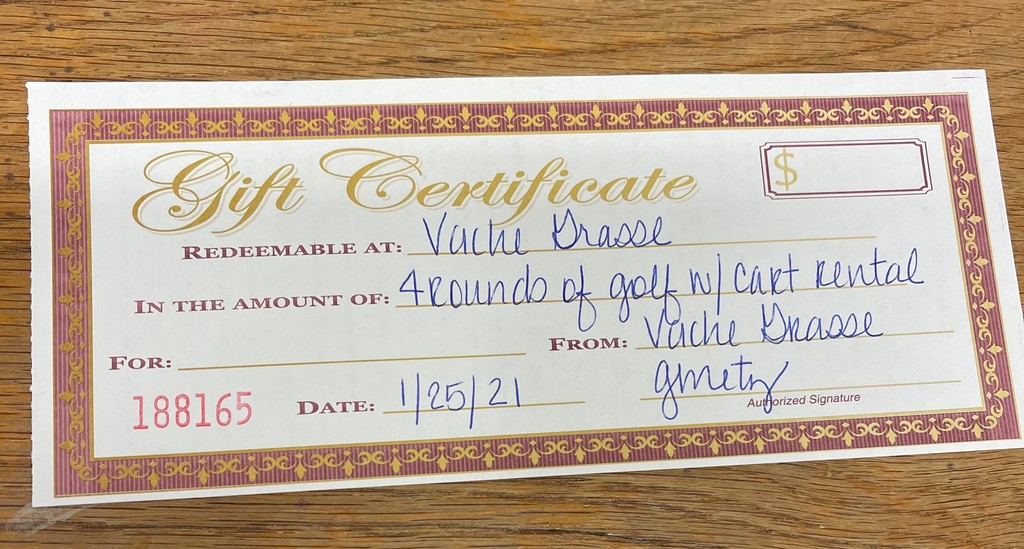 Gift Certificate $
REDEEMABLE AT: Vache Grasse
IN THE AMOUNT OF: 4 Rounds of golf w/ cart Rental
FOR: FROM: Vache Grasse
188165 DATE: 1/25/21 gmetz
Authorized Signature